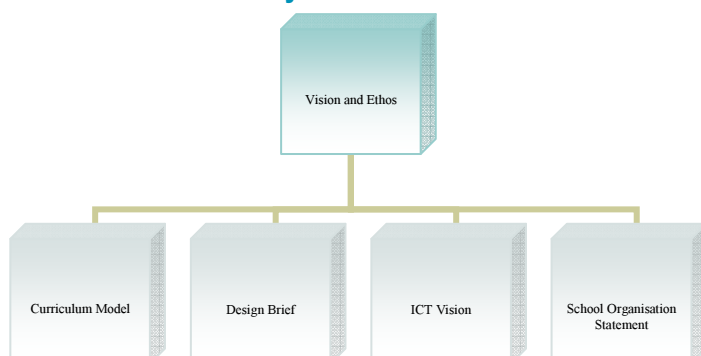 Vision and Ethos
Curriculum Model
Design Brief
ICT Vision
School Organisation
Statement